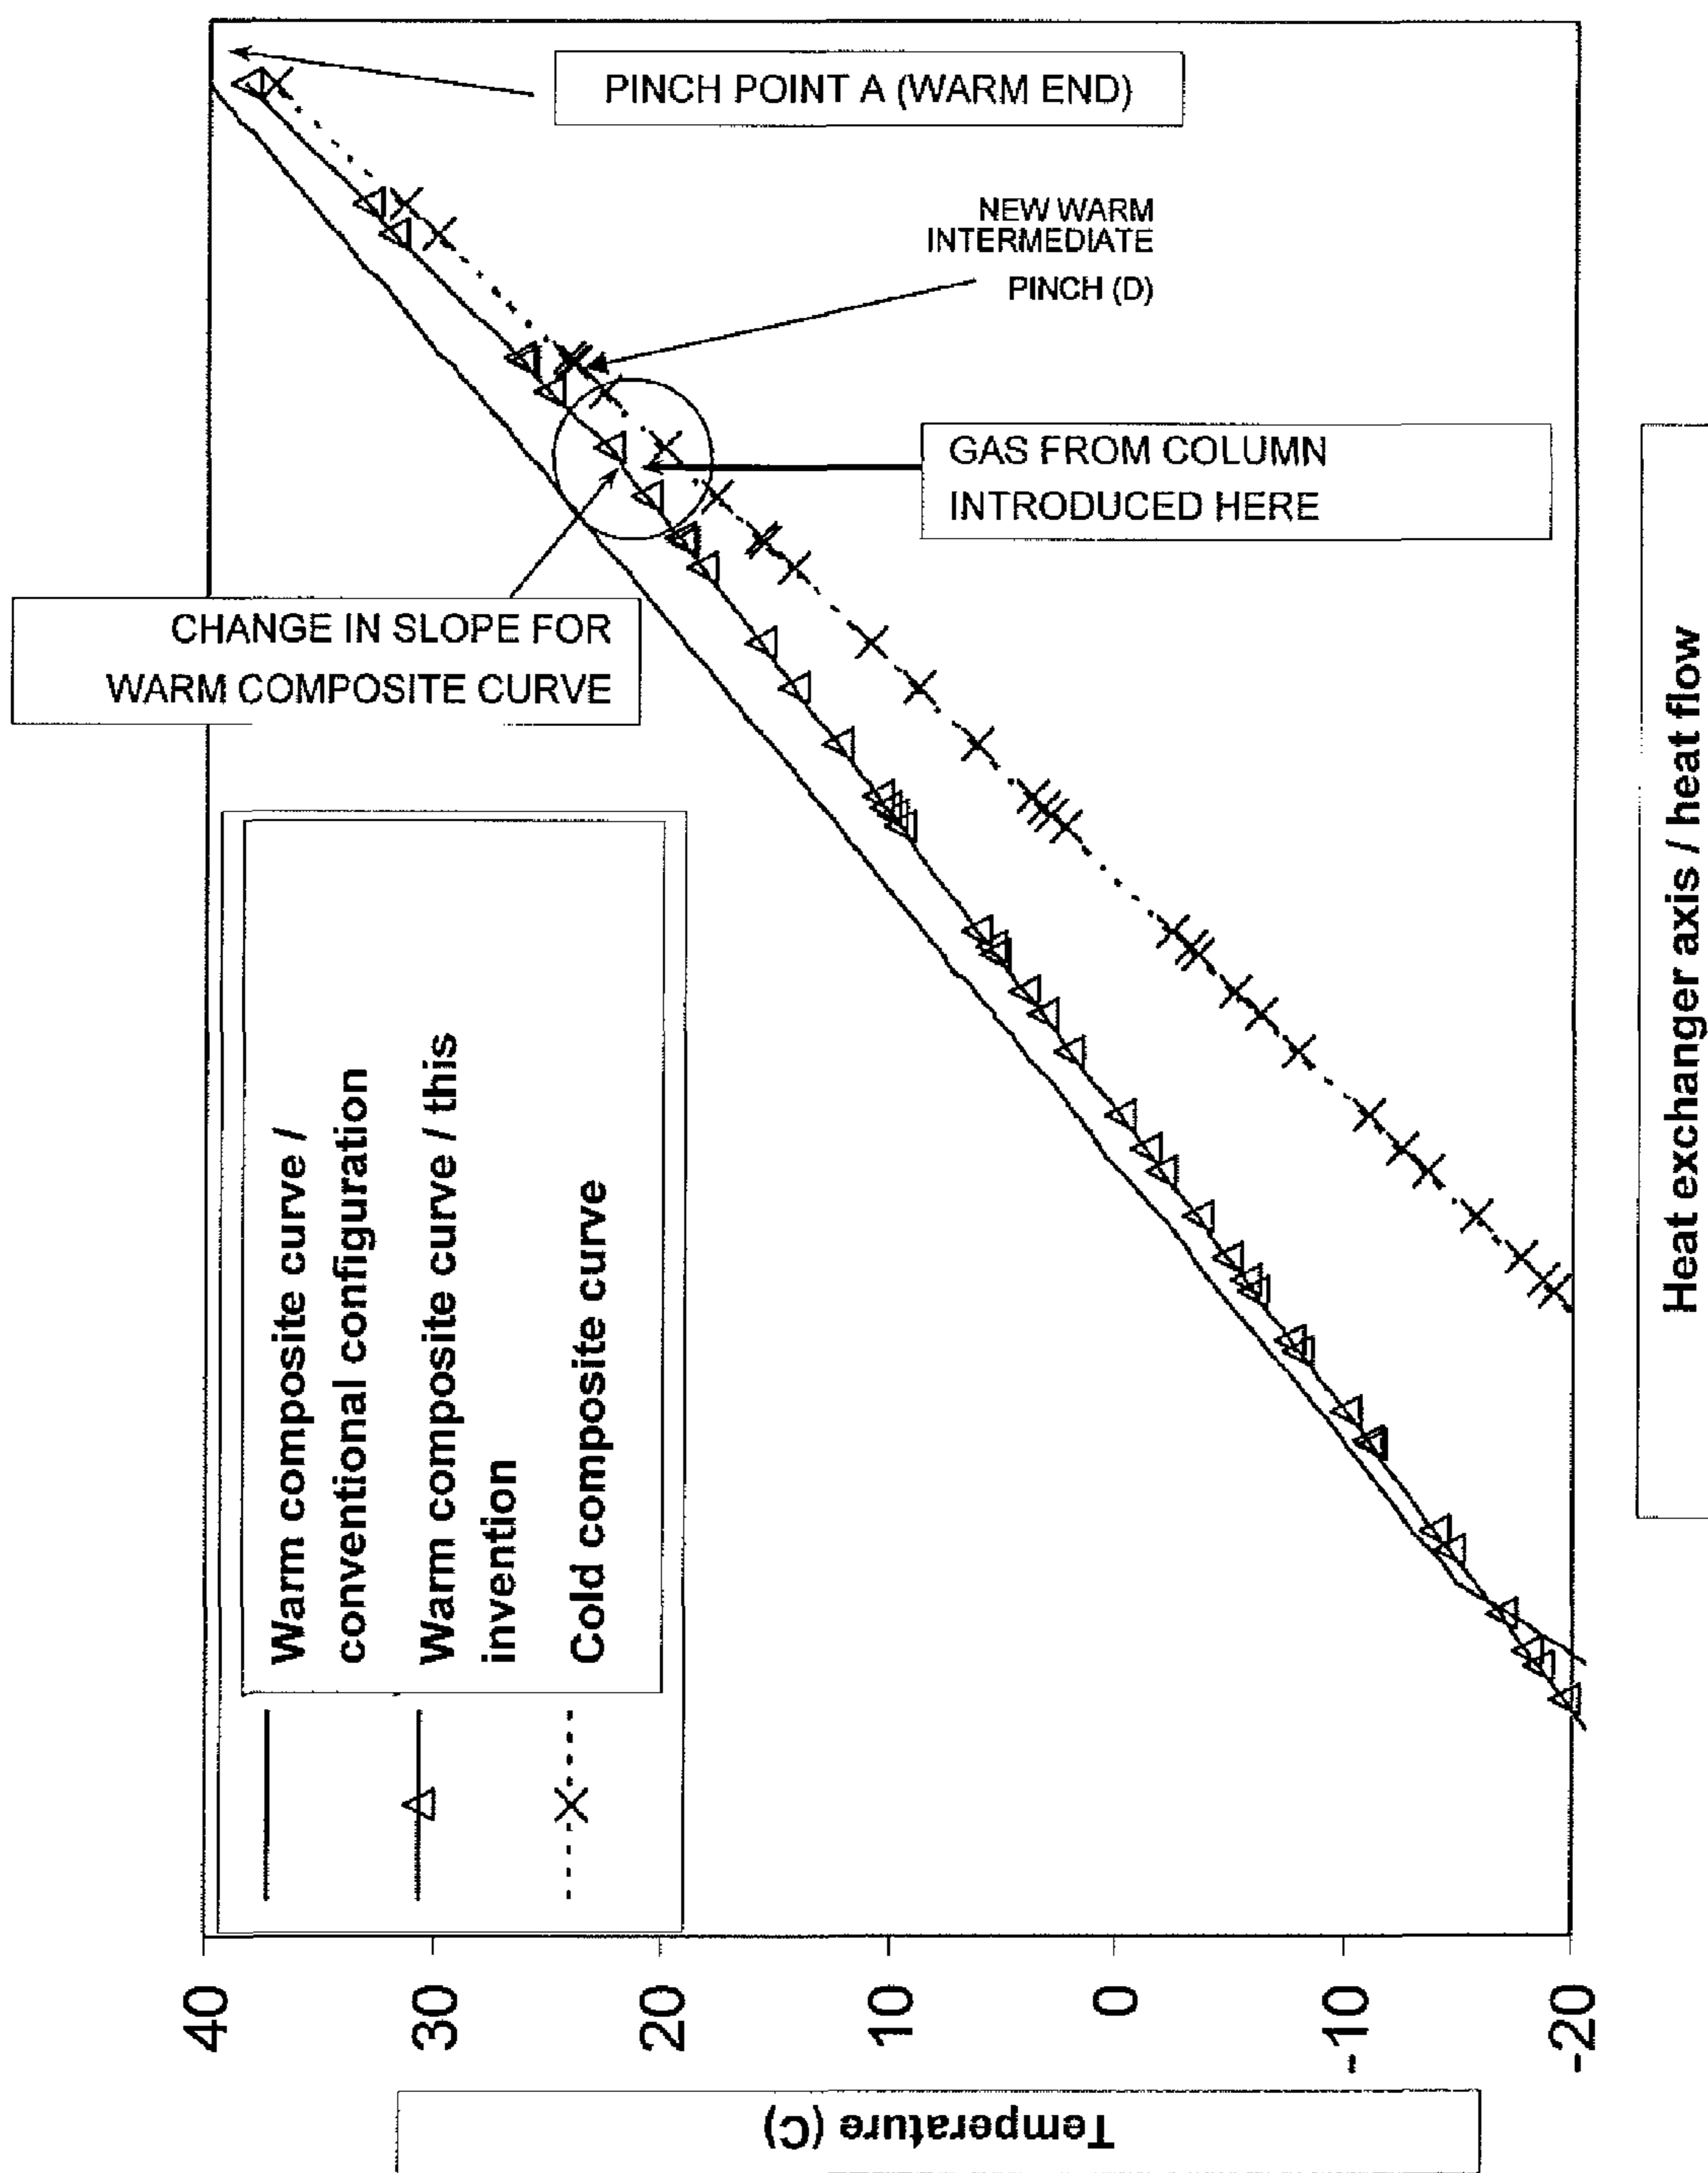 PINCH POINT A (WARM END)
NEW WARM
INTERMEDIATE
PINCH (D)
GAS FROM COLUMN
INTRODUCED HERE
CHANGE IN SLOPE FOR
WARM COMPOSITE CURVE
Warm composite curve /
conventional configuration
Warm composite curve / this
invention
Cold composite curve
40
30
20
10
0
-10
-20
Temperature (C)
Heat exchanger axis / heat flow